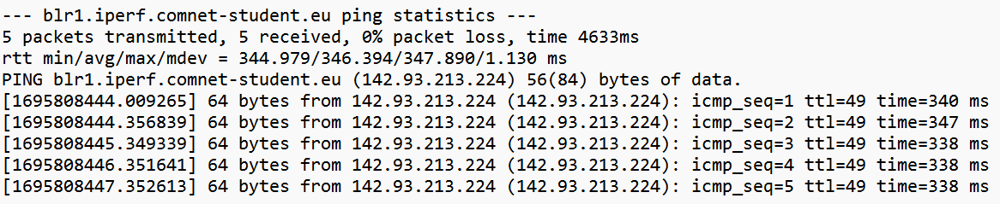 --- blr1.iperf.comnet-student.eu ping statistics ---
5 packets transmitted, 5 received, 0% packet loss, time 4633ms
rtt min/avg/max/mdev = 344.979/346.394/347.890/1.130 ms
PING blr1.iperf.comnet-student.eu (142.93.213.224) 56(84) bytes of data.
[1695808444.009265] 64 bytes from 142.93.213.224 (142.93.213.224): icmp_seq=1 ttl=49 time=340 ms
[1695808444.356839] 64 bytes from 142.93.213.224 (142.93.213.224): icmp_seq=2 ttl=49 time=347 ms
[1695808445.349339] 64 bytes from 142.93.213.224 (142.93.213.224): icmp_seq=3 ttl=49 time=338 ms
[1695808446.351641] 64 bytes from 142.93.213.224 (142.93.213.224): icmp_seq=4 ttl=49 time=338 ms
[1695808447.352613] 64 bytes from 142.93.213.224 (142.93.213.224): icmp_seq=5 ttl=49 time=338 ms